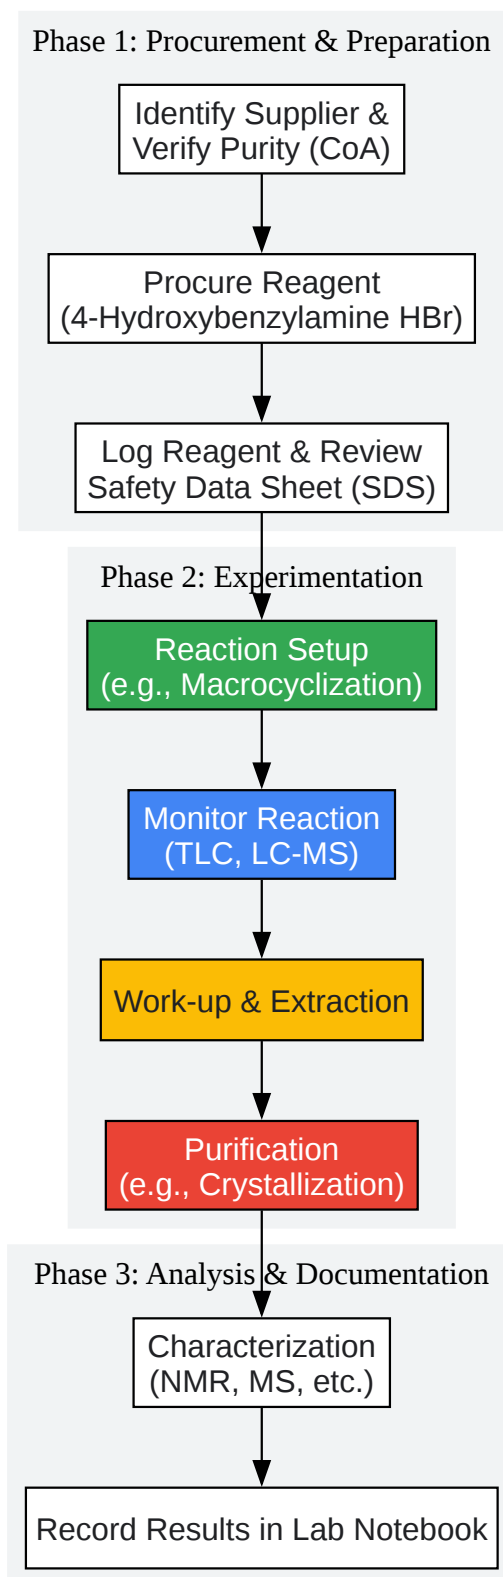 Phase 1: Procurement & Preparation
Identify Supplier &
Verify Purity (CoA)
Procure Reagent
(4-Hydroxybenzylamine HBr)
Log Reagent & Review
Safety Data Sheet (SDS)
Phase 2: Experimentation
Reaction Setup
(e.g., Macrocyclization)
Monitor Reaction
(TLC, LC-MS)
Work-up & Extraction
Purification
(e.g., Crystallization)
Phase 3: Analysis & Documentation
Characterization
(NMR, MS, etc.)
Record Results in Lab Notebook